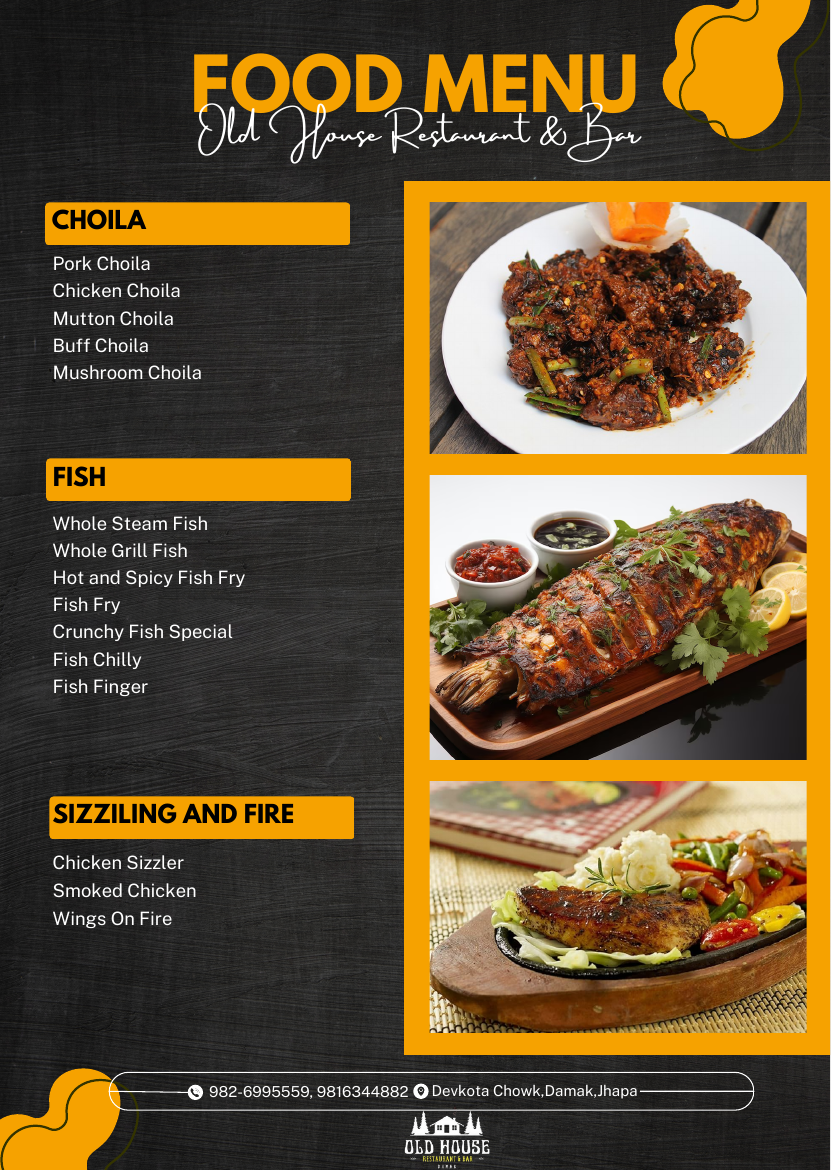 FOOD MENU
Old House Restaurant & Bar
CHOILA
Pork Choila
Chicken Choila
Mutton Choila
Buff Choila
Mushroom Choila
FISH
Whole Steam Fish
Whole Grill Fish
Hot and Spicy Fish Fry
Fish Fry
Crunchy Fish Special
Fish Chilly
Fish Finger
SIZZILING AND FIRE
Chicken Sizzler
Smoked Chicken
Wings On Fire
982-6995559, 9816344882 Devkota Chowk,Damak,Jhapa
OLD HOUSE
RESTAURANT & BAR
DAMAK